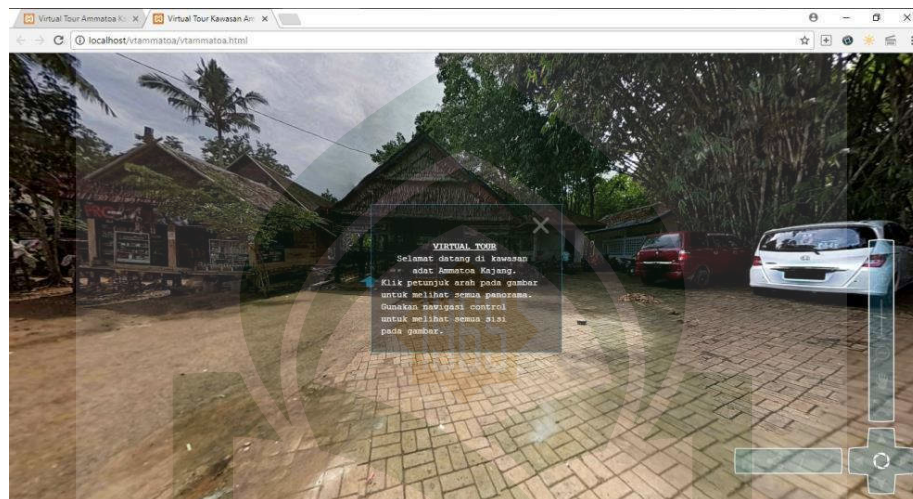 Virtual Tour Ammatoa K
Virtual Tour Kawasan Am
localhost/vtammatoa/vtammatoa.html
VIRTUAL TOUR
Selamat datang di kawasan
adat Ammatoa Kajang.
Klik petunjuk arah pada gambar
untuk melihat semua panorama.
Gunakan navigasi control
untuk melihat semua sisi
pada gambar.